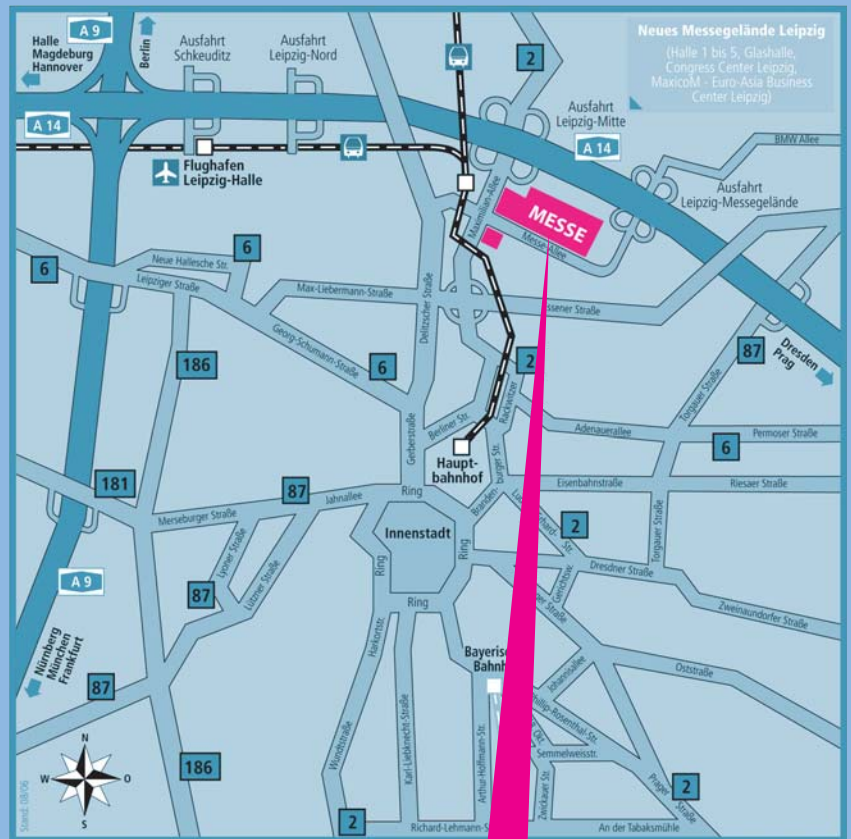 A 9
Berlin
Halle
Magdeburg
Hannover
Ausfahrt
Schkeuditz
Ausfahrt
Leipzig-Nord
2
Neues Messegelände Leipzig
(Halle 1 bis 5, Glashalle,
Congress Center Leipzig,
MaxicoM - Euro-Asia Business
Center Leipzig)
Ausfahrt
Leipzig-Mitte
A 14
A 14
BMW Allee
Flughafen
Leipzig-Halle
Ausfahrt
Leipzig-Messegelände
Maximilian-Allee
MESSE
Messe-Allee
6
6
Neue Hallesche Str.
Leipziger Straße
Max-Liebermann-Straße
Delitzscher Straße
Georg-Schumann-Straße
186
6
2
87
Dresden
Prag
Torgauer Straße
Rackwitzer
Berliner Str.
Gerberstraße
Adenauerallee
Permoser Straße
6
Haupt-
bahnhof
181
87
Merseburger Straße
Jahnallee
Ring
Eisenbahnstraße
Riesaer Straße
Innenstadt
Ring
Ring
Ring
2
Torgauer Straße
Dresdner Straße
Gerichtsw.
Zweinaundorfer Straße
Lyoner Straße
Lützner Straße
A 9
87
Nürnberg
München
Frankfurt
87
Harkortstr.
Johannisallee
Oststraße
Semmelweisstr.
Wundtstraße
Karl-Liebknecht-Straße
Arthur-Hoffmann-Str.
Zwickauer Str.
Prager
Straße
2
186
N
W
O
S
Stand: 08/06
2
An der Tabaksmühle